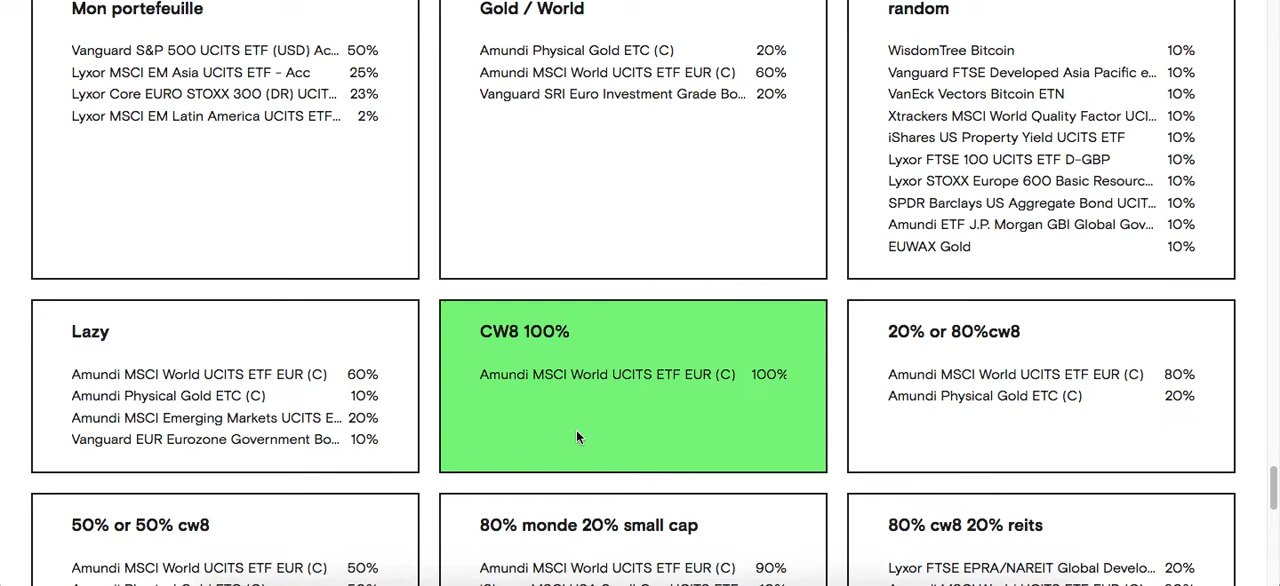 Mon portefeuille
Vanguard S&P 500 UCITS ETF (USD) Ac... 50%
Lyxor MSCI EM Asia UCITS ETF - Acc 25%
Lyxor Core EURO STOXX 300 (DR) UCIT... 23%
Lyxor MSCI EM Latin America UCITS ETF... 2%
Gold / World
Amundi Physical Gold ETC (C) 20%
Amundi MSCI World UCITS ETF EUR (C) 60%
Vanguard SRI Euro Investment Grade Bo... 20%
random
WisdomTree Bitcoin 10%
Vanguard FTSE Developed Asia Pacific e... 10%
VanEck Vectors Bitcoin ETN 10%
Xtrackers MSCI World Quality Factor UCI... 10%
iShares US Property Yield UCITS ETF 10%
Lyxor FTSE 100 UCITS ETF D-GBP 10%
Lyxor STOXX Europe 600 Basic Resourc... 10%
SPDR Barclays US Aggregate Bond UCIT... 10%
Amundi ETF J.P. Morgan GBI Global Gov... 10%
EUWAX Gold 10%
Lazy
Amundi MSCI World UCITS ETF EUR (C) 60%
Amundi Physical Gold ETC (C) 10%
Amundi MSCI Emerging Markets UCITS E... 20%
Vanguard EUR Eurozone Government Bo... 10%
CW8 100%
Amundi MSCI World UCITS ETF EUR (C) 100%
20% or 80%cw8
Amundi MSCI World UCITS ETF EUR (C) 80%
Amundi Physical Gold ETC (C) 20%
50% or 50% cw8
Amundi MSCI World UCITS ETF EUR (C) 50%
80% monde 20% small cap
Amundi MSCI World UCITS ETF EUR (C) 90%
80% cw8 20% reits
Lyxor FTSE EPRA/NAREIT Global Develo... 20%